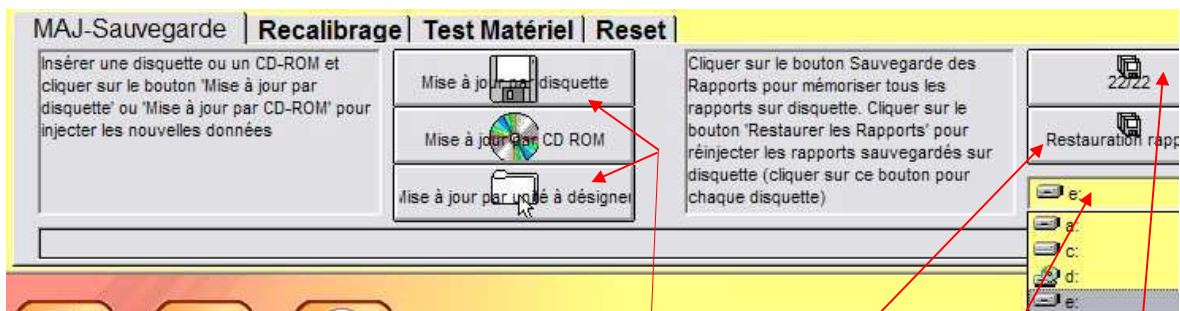 MAJ-Sauvegarde Recalibrage Test Matériel Reset
Insérer une disquette ou un CD-ROM et
cliquer sur le bouton 'Mise à jour par
disquette' ou 'Mise à jour par CD-ROM' pour
injecter les nouvelles données
Mise à jour par disquette
Mise à jour par CD ROM
Mise à jour par unité à désigner
Cliquer sur le bouton Sauvegarde des
Rapports pour mémoriser tous les
rapports sur disquette. Cliquer sur le
bouton 'Restaurer les Rapports' pour
réinjecter les rapports sauvegardés sur
disquette (cliquer sur ce bouton pour
chaque disquette)
22/22
Restauration rapp
e:
a:
c:
d:
e: